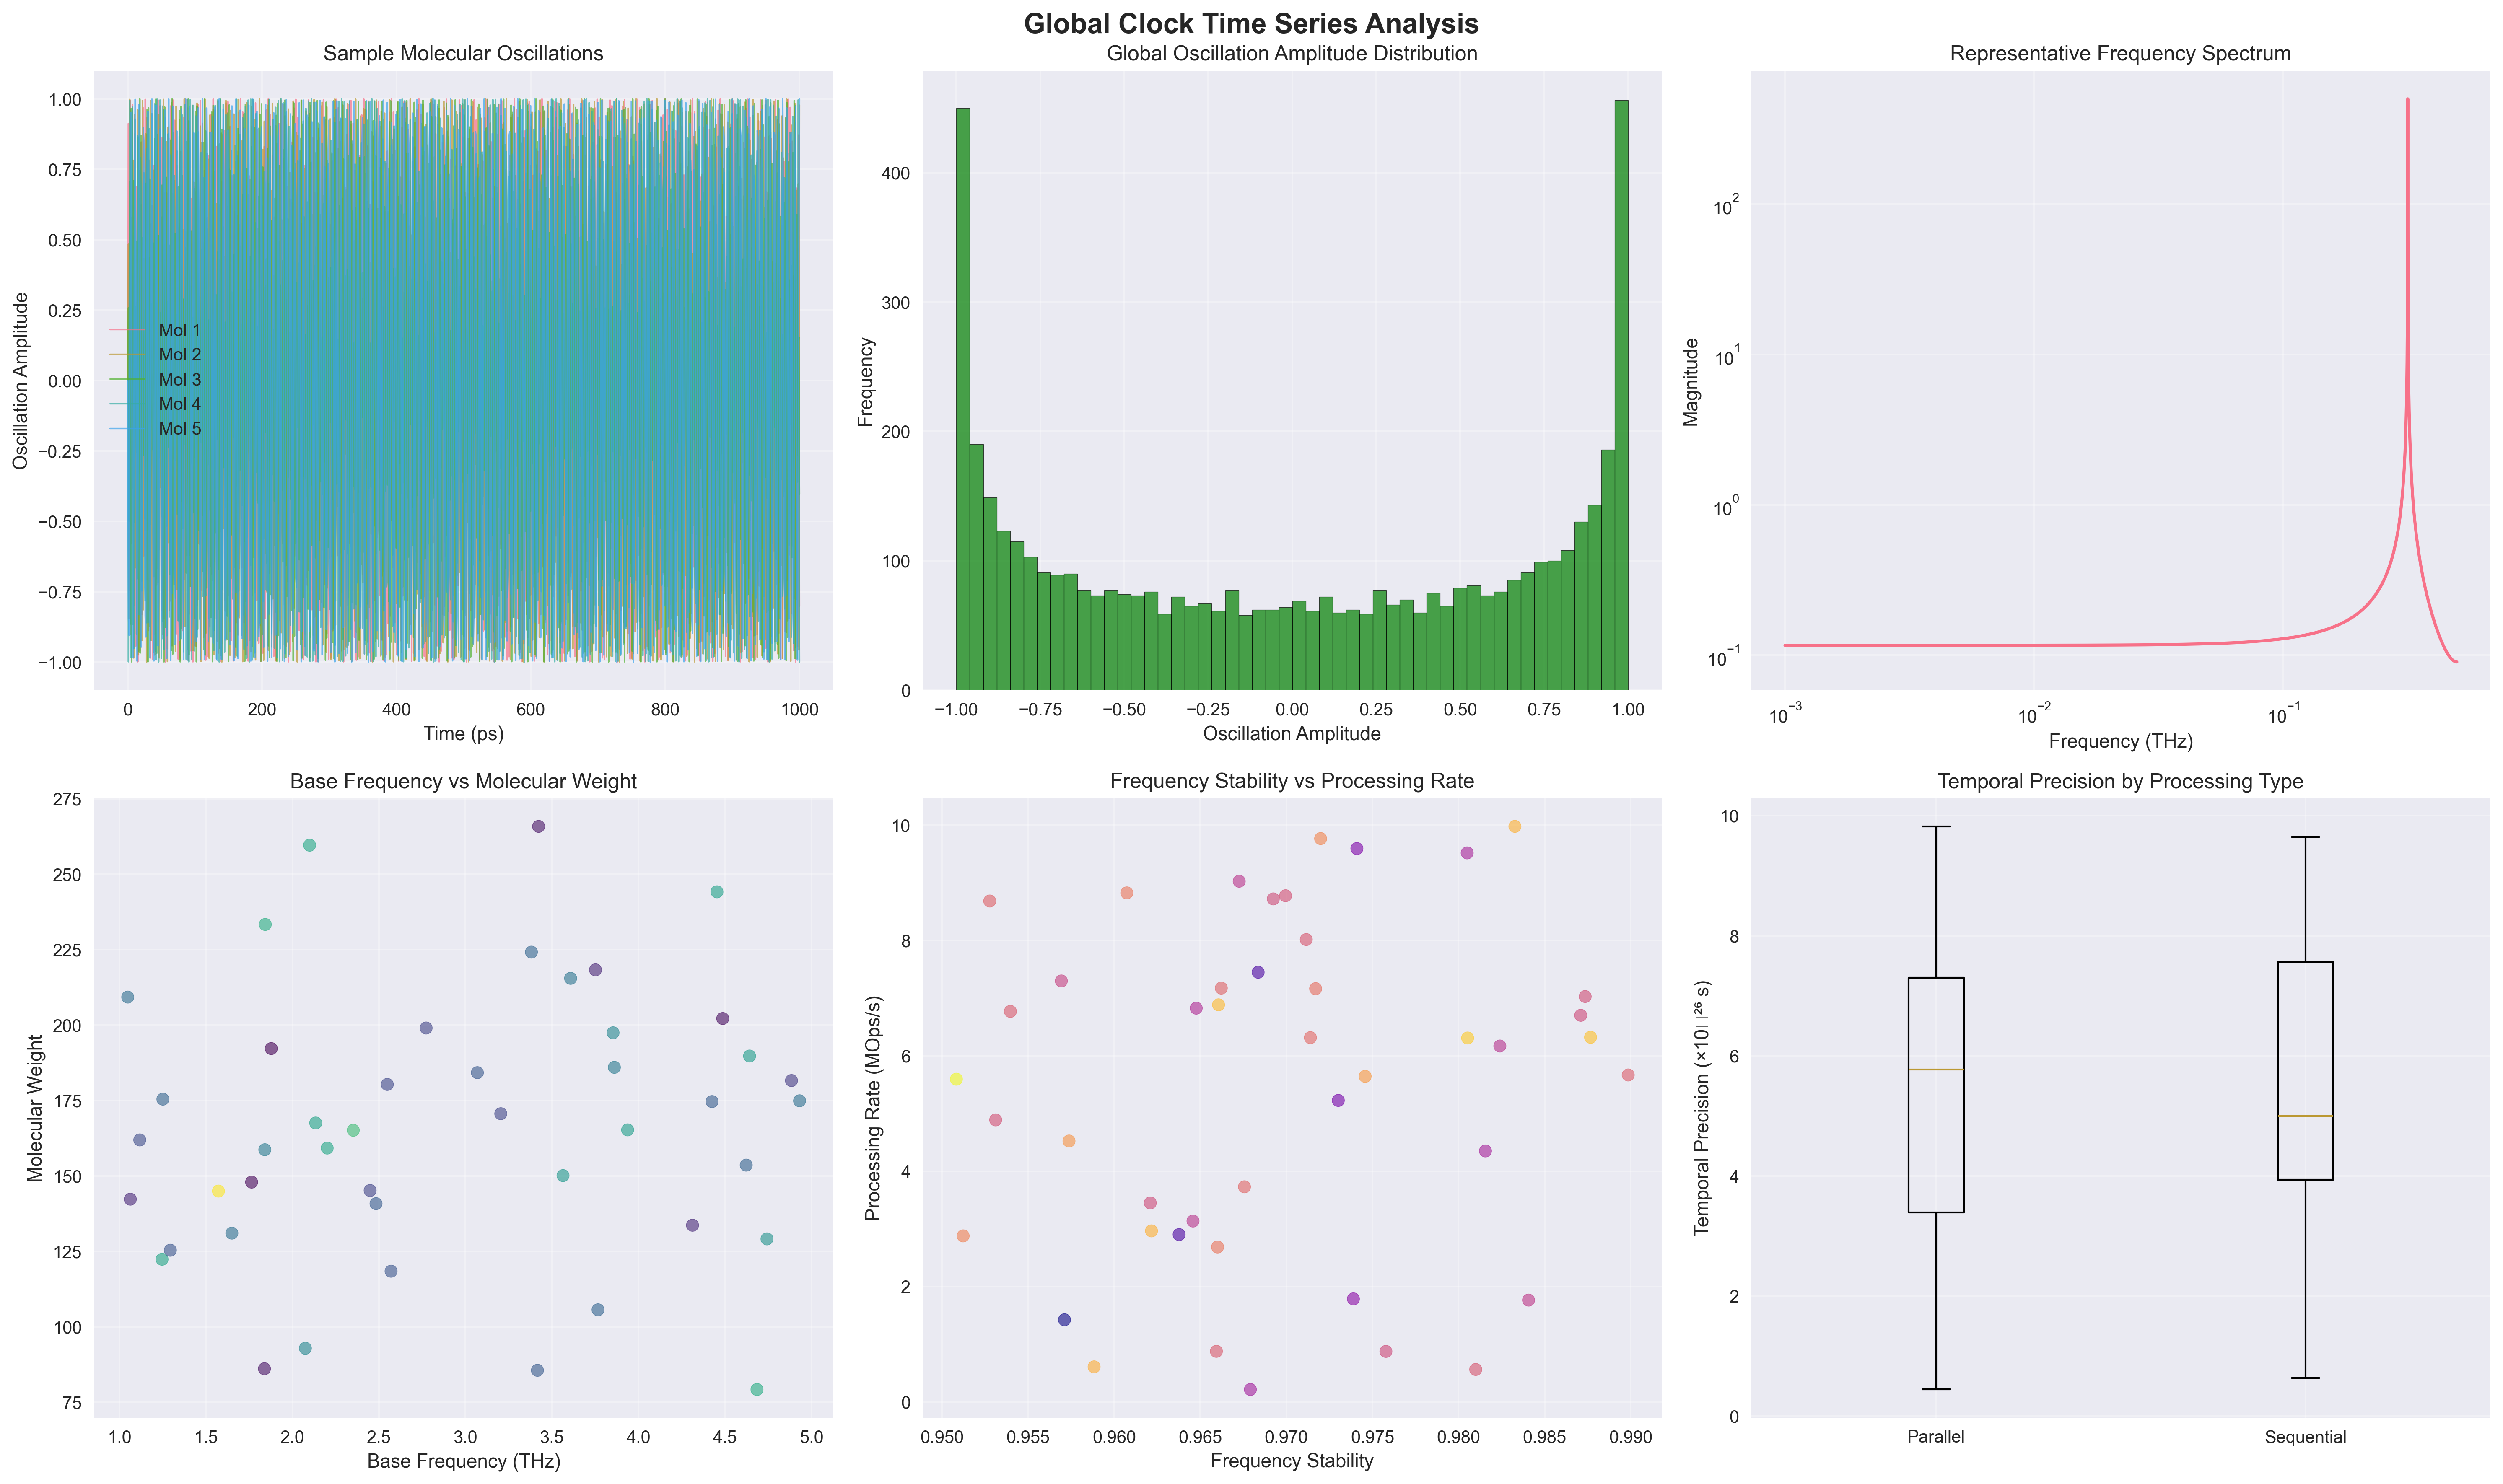 Global Clock Time Series Analysis
Sample Molecular Oscillations
Oscillation Amplitude
1.00
0.75
0.50
0.25
0.00
−0.25
−0.50
−0.75
−1.00
Mol 1
Mol 2
Mol 3
Mol 4
Mol 5
0 200 400 600 800 1000
Time (ps)
Global Oscillation Amplitude Distribution
Frequency
400
300
200
100
0
−1.00 −0.75 −0.50 −0.25 0.00 0.25 0.50 0.75 1.00
Oscillation Amplitude
Representative Frequency Spectrum
Magnitude
10²
10¹
10⁰
10⁻¹
10⁻³ 10⁻² 10⁻¹
Frequency (THz)
Base Frequency vs Molecular Weight
Molecular Weight
275
250
225
200
175
150
125
100
75
1.0 1.5 2.0 2.5 3.0 3.5 4.0 4.5 5.0
Base Frequency (THz)
Frequency Stability vs Processing Rate
Processing Rate (MOps/s)
10
8
6
4
2
0
0.950 0.955 0.960 0.965 0.970 0.975 0.980 0.985 0.990
Frequency Stability
Temporal Precision by Processing Type
Temporal Precision (×10□²⁶ s)
10
8
6
4
2
0
Parallel Sequential